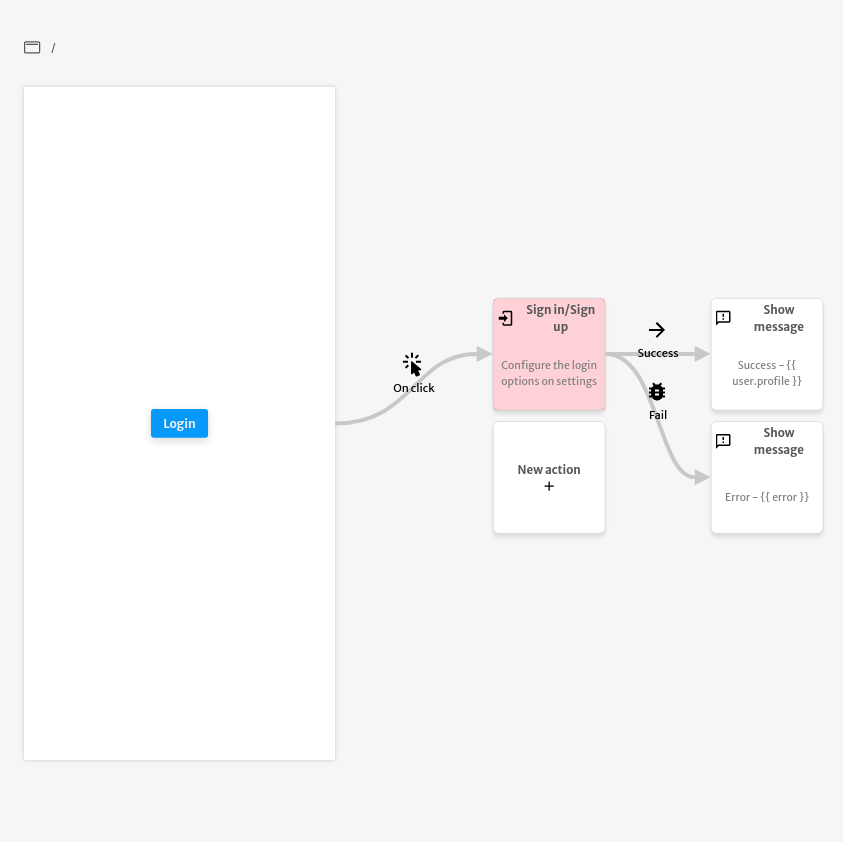 /
Login
On click
Sign in/Sign
up
Configure the login
options on settings
New action
+
Success
Fail
Show
message
Success - {{
user.profile }}
Show
message
Error - {{ error }}